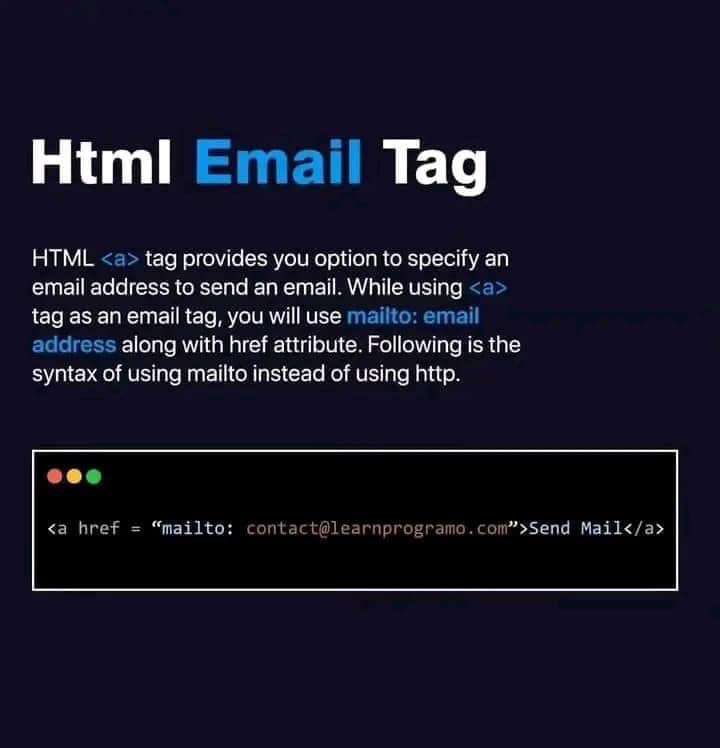 Html Email Tag
HTML <a> tag provides you option to specify an
email address to send an email. While using <a>
tag as an email tag, you will use mailto: email
address along with href attribute. Following is the
syntax of using mailto instead of using http.
<a href = “mailto: contact@learnprogramo.com”>Send Mail</a>